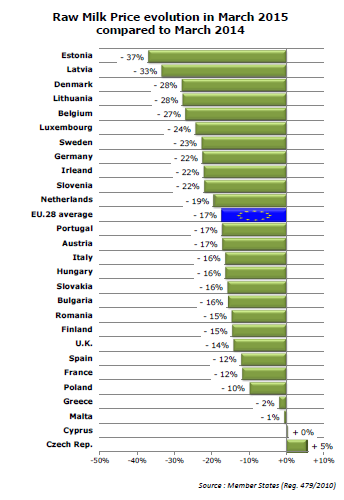 Raw Milk Price evolution in March 2015
compared to March 2014
Estonia - 37%
Latvia - 33%
Denmark - 28%
Lithuania - 28%
Belgium - 27%
Luxembourg - 24%
Sweden - 23%
Germany - 22%
Irleand - 22%
Slovenia - 22%
Netherlands - 19%
EU.28 average - 17%
Portugal - 17%
Austria - 17%
Italy - 16%
Hungary - 16%
Slovakia - 16%
Bulgaria - 16%
Romania - 15%
Finland - 15%
U.K. - 14%
Spain - 12%
France - 12%
Poland - 10%
Greece - 2%
Malta - 1%
Cyprus + 0%
Czech Rep. + 5%
-50% -40% -30% -20% -10% +0% +10%
Source : Member States (Reg. 479/2010)